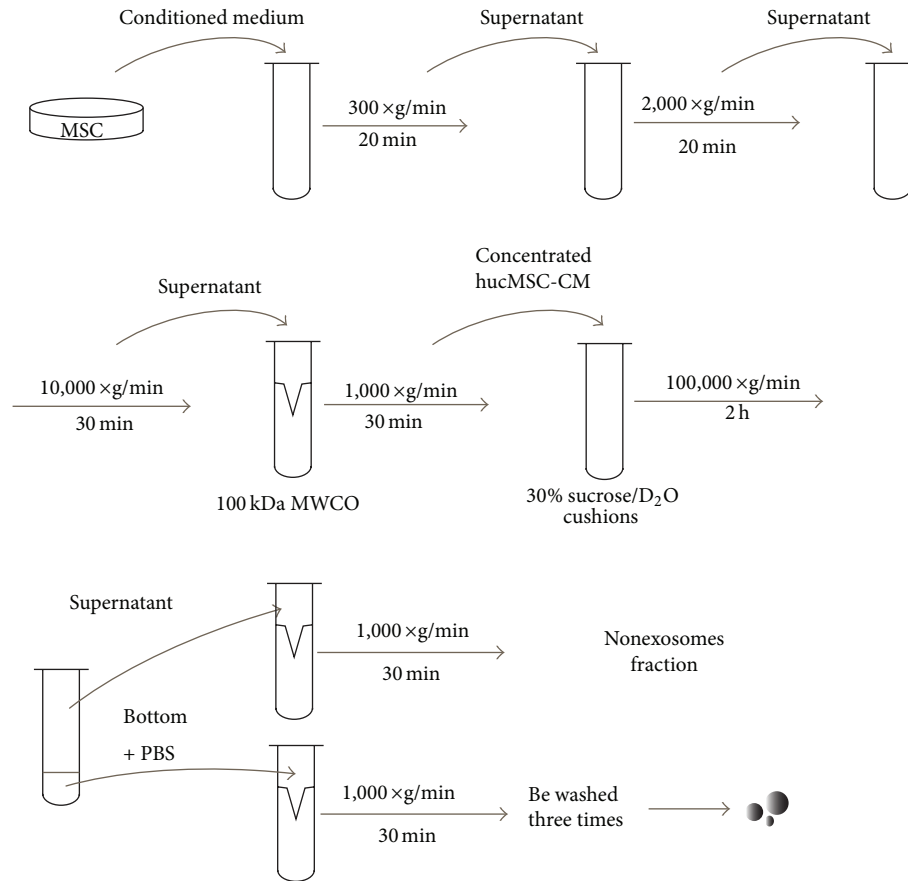 Conditioned medium
Supernatant
Supernatant
MSC
300 ×g/min
20 min
2,000 ×g/min
20 min
Supernatant
Concentrated
hucMSC-CM
10,000 ×g/min
30 min
1,000 ×g/min
30 min
100,000 ×g/min
2 h
100 kDa MWCO
30% sucrose/D₂O
cushions
Supernatant
1,000 ×g/min
30 min
Nonexosomes
fraction
Bottom
+ PBS
1,000 ×g/min
30 min
Be washed
three times